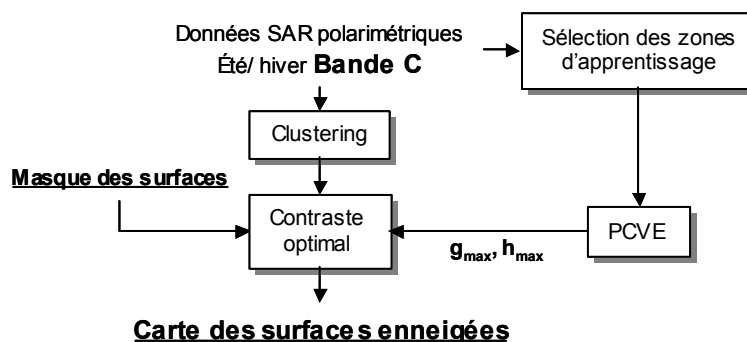 Données SAR polarimétriques
Été/ hiver Bande C
Sélection des zones
d'apprentissage
Clustering
Masque des surfaces
Contraste
optimal
PCVE
gmax, hmax
Carte des surfaces enneigées